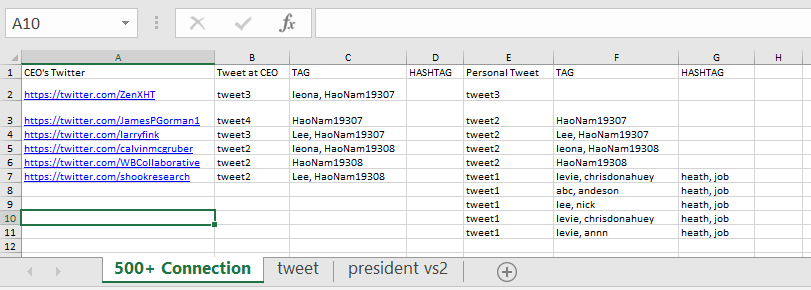 A10 fx
A B C D E F G H I
1 CEO's Twitter Tweet at CEO TAG HASHTAG Personal Tweet TAG HASHTAG
2 https://twitter.com/ZenXHT tweet3 leona, HaoNam19307 tweet3
3 https://twitter.com/JamesPGorman1 tweet4 HaoNam19307 tweet2 HaoNam19307
4 https://twitter.com/larryfink tweet3 Lee, HaoNam19307 tweet2 Lee, HaoNam19307
5 https://twitter.com/calvinmcgruber tweet2 leona, HaoNam19308 tweet2 leona, HaoNam19308
6 https://twitter.com/WBCollaborative tweet2 HaoNam19308 tweet2 HaoNam19308
7 https://twitter.com/shookresearch tweet2 Lee, HaoNam19308 tweet1 levie, chrisdonahuey heath, job
8 tweet1 abc, andeson heath, job
9 tweet1 lee, nick heath, job
10 tweet1 levie, chrisdonahuey heath, job
11 tweet1 levie, annn heath, job
12
500+ Connection tweet president vs2